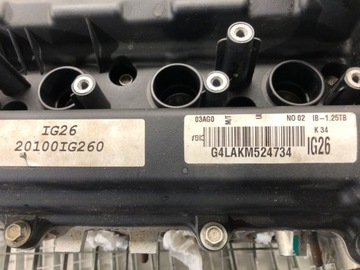 IG26
20100IG260
03AG0 M/T NO 02 IB-1.25TB
K 34
G4LAKM524734 IG26